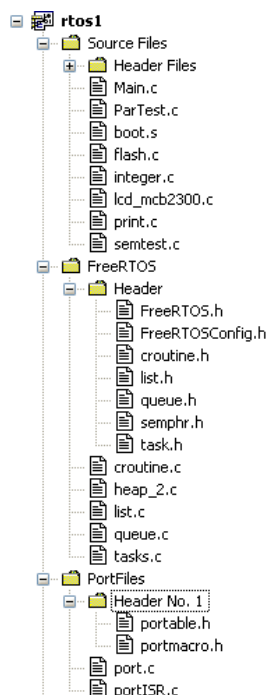 rtos1
Source Files
Header Files
Main.c
ParTest.c
boot.s
flash.c
integer.c
lcd_mcb2300.c
print.c
semtest.c
FreeRTOS
Header
FreeRTOS.h
FreeRTOSConfig.h
croutine.h
list.h
queue.h
semphr.h
task.h
croutine.c
heap_2.c
list.c
queue.c
tasks.c
PortFiles
Header No. 1
portable.h
portmacro.h
port.c
portISR.c